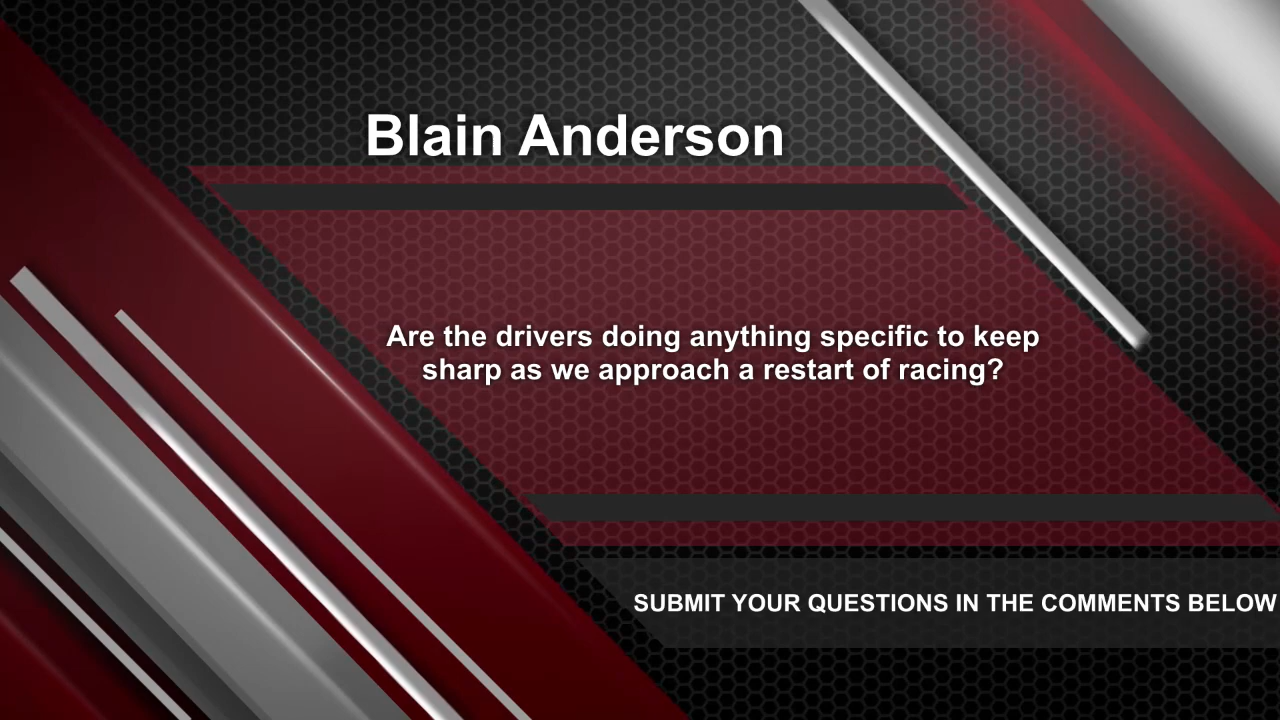 Blain Anderson
Are the drivers doing anything specific to keep
sharp as we approach a restart of racing?
SUBMIT YOUR QUESTIONS IN THE COMMENTS BELOW